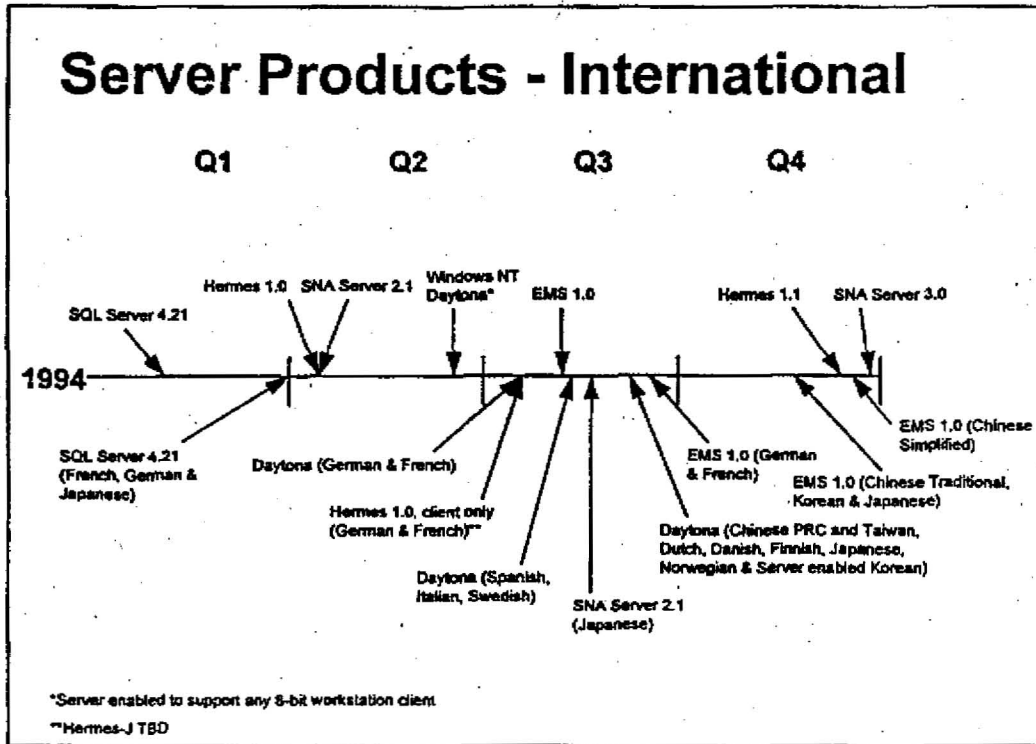 Server Products - International
Q1 Q2 Q3 Q4
Hermes 1.0 SNA Server 2.1
Windows NT
Daytona*
EMS 1.0
Hermes 1.1 SNA Server 3.0
SQL Server 4.21
1994
SQL Server 4.21
(French, German &
Japanese)
Daytona (German & French)
Hermes 1.0, client only
(German & French)**
Daytona (Spanish,
Italian, Swedish)
SNA Server 2.1
(Japanese)
EMS 1.0 (German
& French)
Daytona (Chinese PRC and Taiwan,
Dutch, Danish, Finnish, Japanese,
Norwegian & Server enabled Korean)
EMS 1.0 (Chinese Traditional,
Korean & Japanese)
EMS 1.0 (Chinese
Simplified)
*Server enabled to support any 8-bit workstation client
**Hermes-J TBD